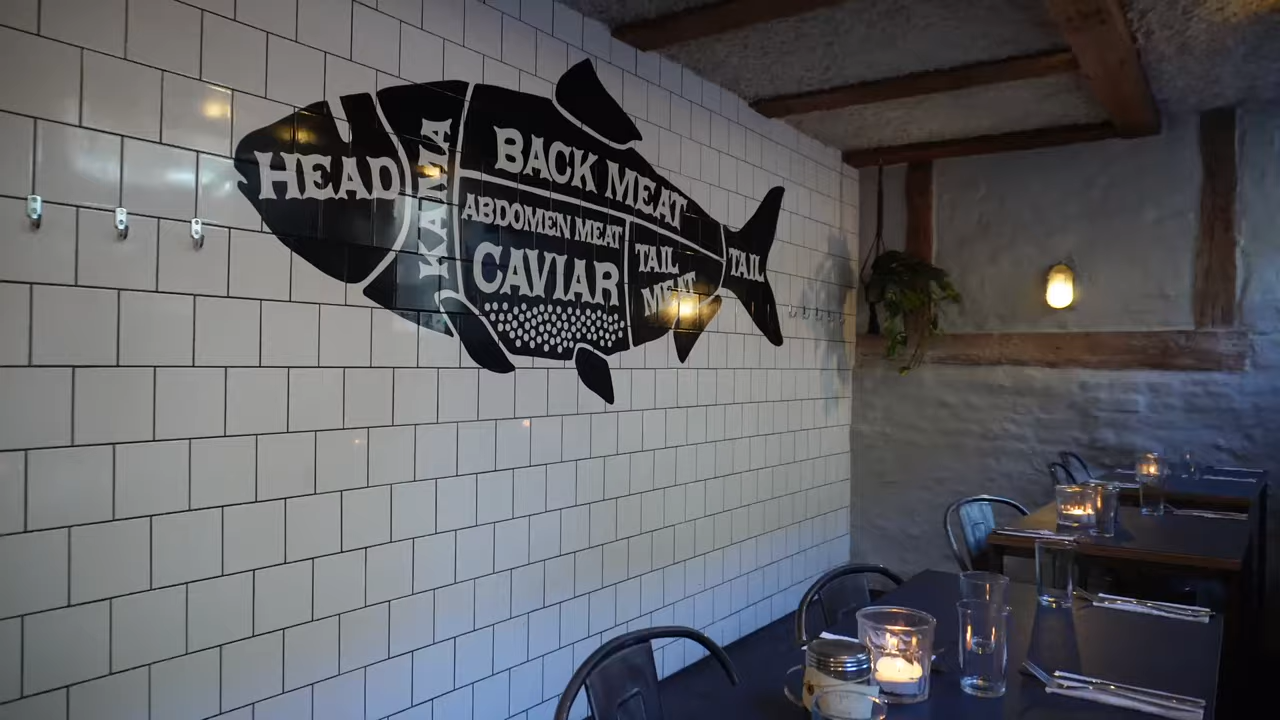 HEAD
KAMA
BACK MEAT
ABDOMEN MEAT
CAVIAR
TAIL
MEAT
TAIL